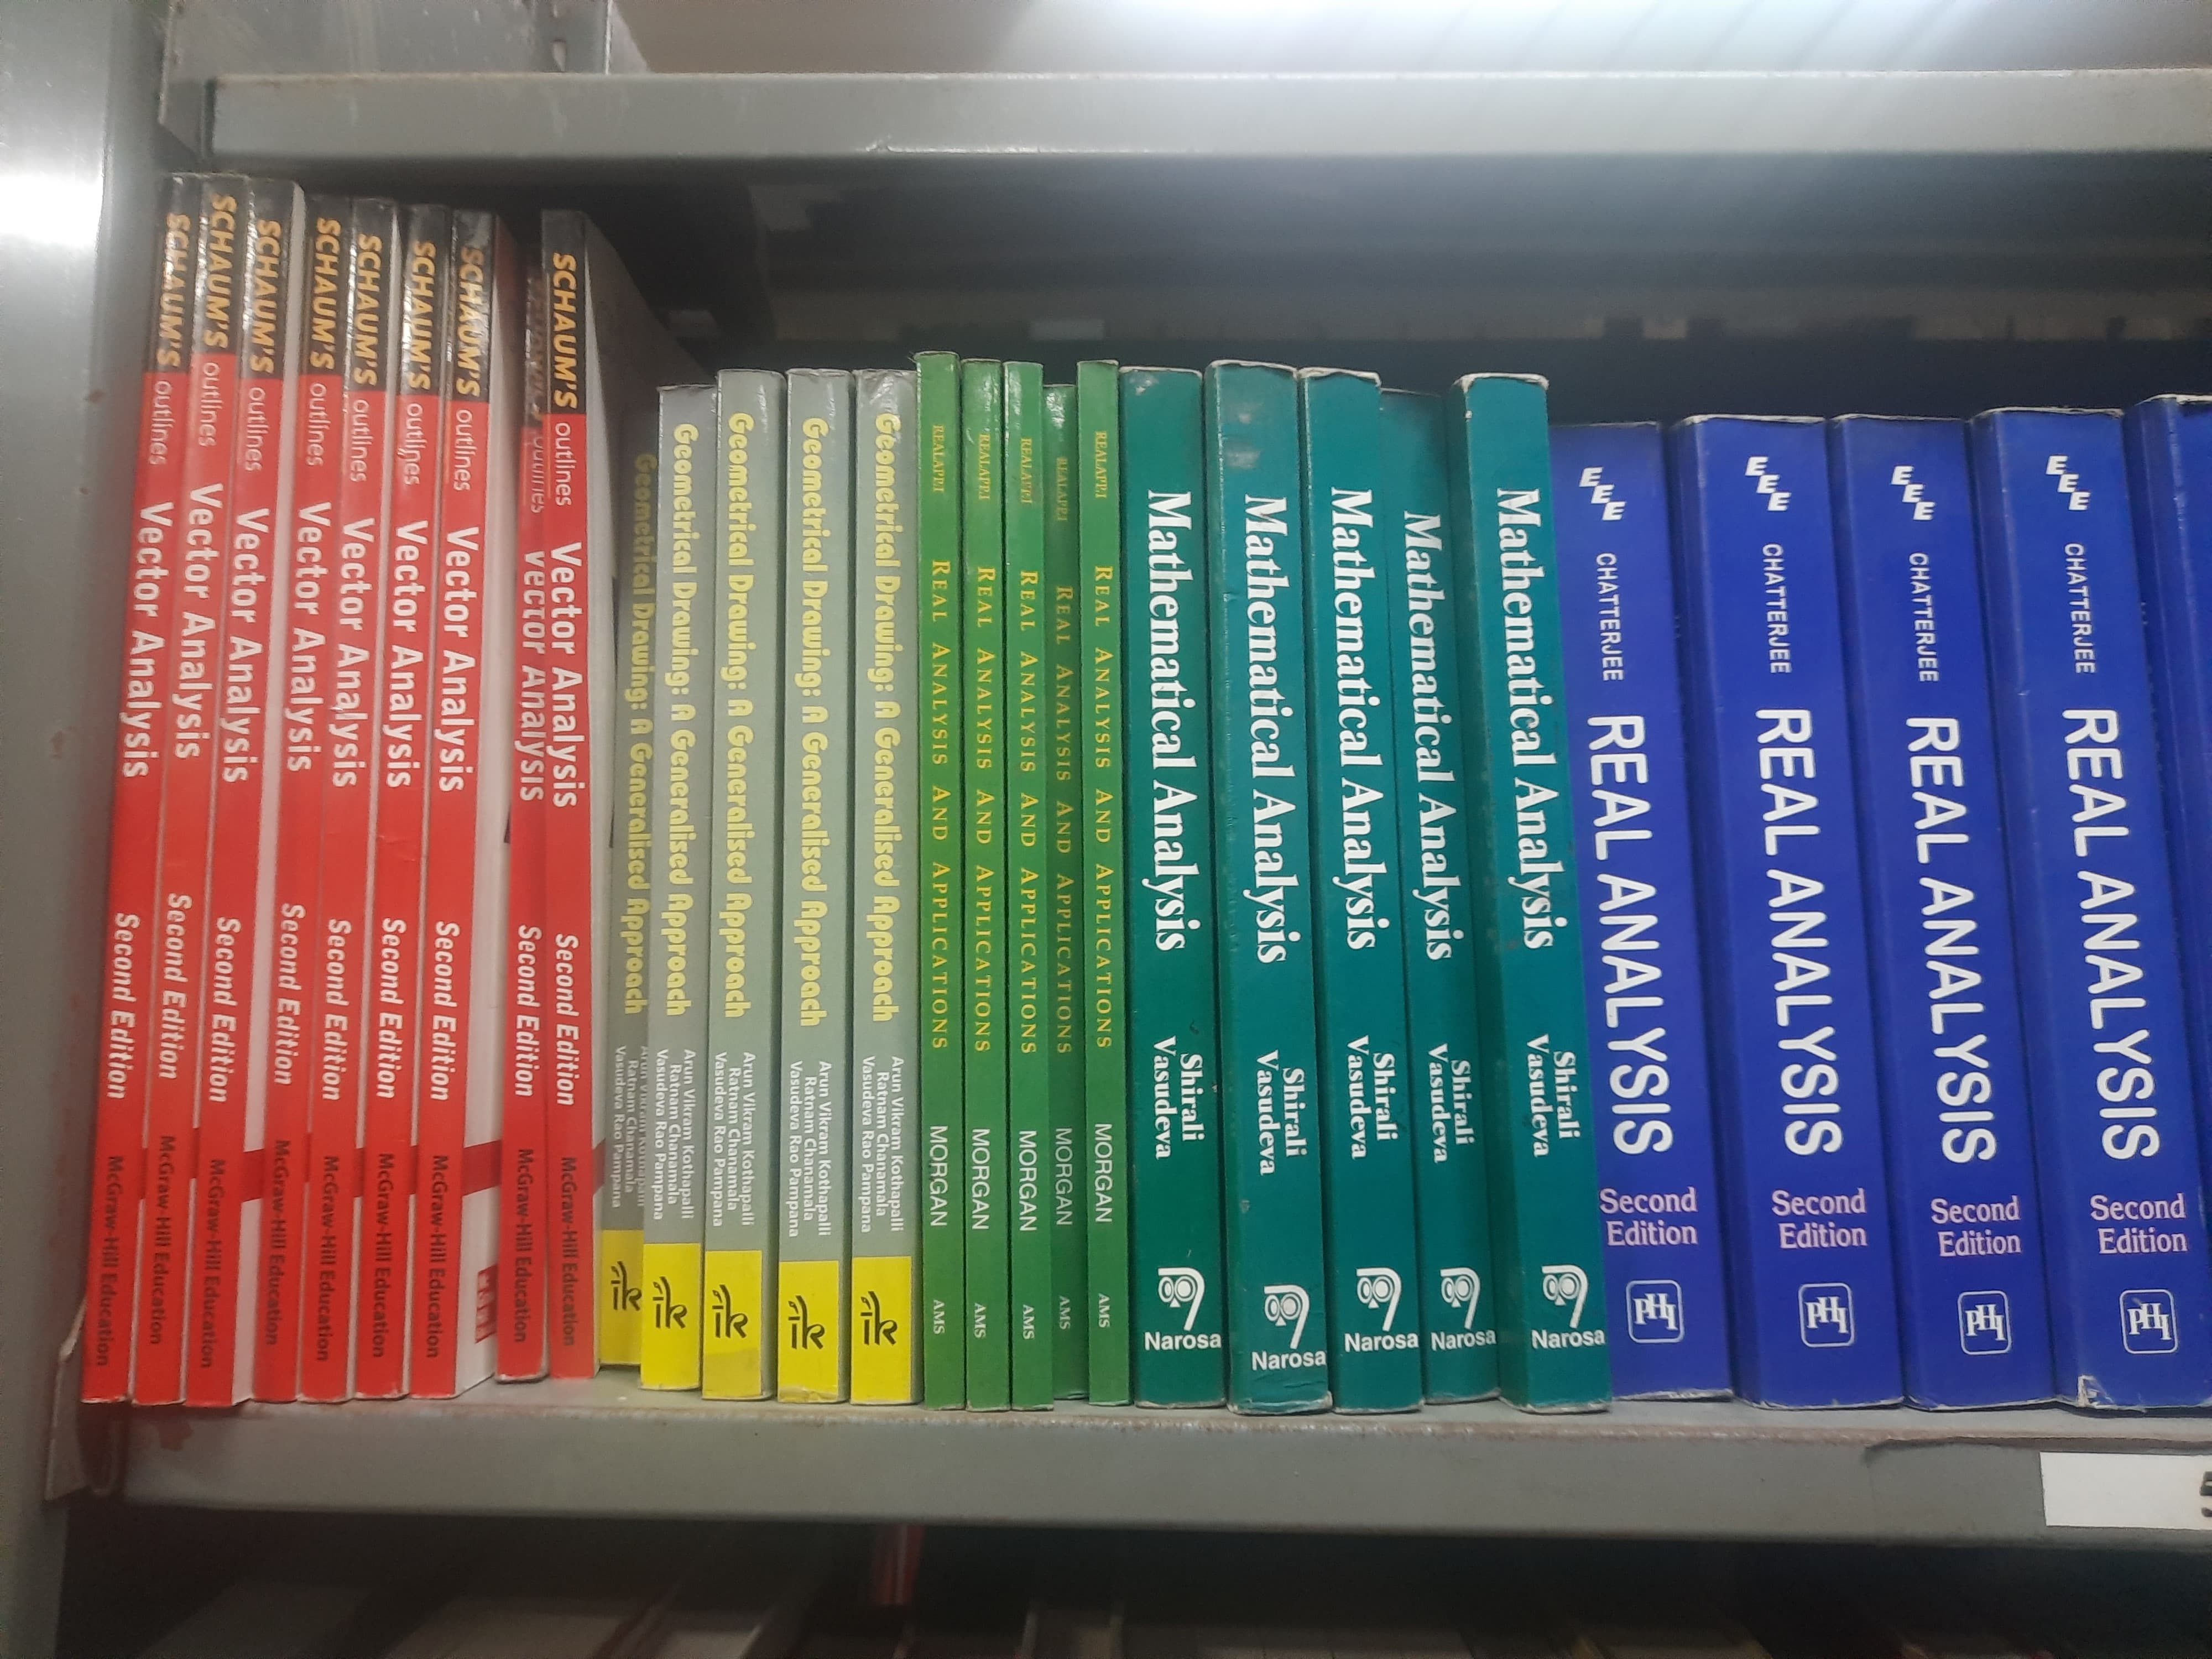 SCHAUM'S outlines Vector Analysis Second Edition McGraw-Hill Education
SCHAUM'S outlines Vector Analysis Second Edition McGraw-Hill Education
SCHAUM'S outlines Vector Analysis Second Edition McGraw-Hill Education
SCHAUM'S outlines Vector Analysis Second Edition McGraw-Hill Education
SCHAUM'S outlines Vector Analysis Second Edition McGraw-Hill Education
SCHAUM'S outlines Vector Analysis Second Edition McGraw-Hill Education
SCHAUM'S outlines Vector Analysis Second Edition McGraw-Hill Education
outlines Vector Analysis Second Edition McGraw-Hill Education
SCHAUM'S outlines Vector Analysis Second Edition McGraw-Hill Education
Geometrical Drawing: A Generalised Approach
Arun Vikram Kothapalli
Ratnam Chanamala
Vasudeva Rao Pampana
Geometrical Drawing: A Generalised Approach
Arun Vikram Kothapalli
Ratnam Chanamala
Vasudeva Rao Pampana
Geometrical Drawing: A Generalised Approach
Arun Vikram Kothapalli
Ratnam Chanamala
Vasudeva Rao Pampana
Geometrical Drawing: A Generalised Approach
Arun Vikram Kothapalli
Ratnam Chanamala
Vasudeva Rao Pampana
Geometrical Drawing: A Generalised Approach
Arun Vikram Kothapalli
Ratnam Chanamala
Vasudeva Rao Pampana
REAL ANALYSIS AND APPLICATIONS MORGAN AMS
REAL ANALYSIS AND APPLICATIONS MORGAN AMS
REAL ANALYSIS AND APPLICATIONS MORGAN AMS
REAL ANALYSIS AND APPLICATIONS MORGAN AMS
REAL ANALYSIS AND APPLICATIONS MORGAN AMS
Mathematical Analysis
Shirali
Vasudeva
Narosa
Mathematical Analysis
Shirali
Vasudeva
Narosa
Mathematical Analysis
Shirali
Vasudeva
Narosa
Mathematical Analysis
Shirali
Vasudeva
Narosa
Mathematical Analysis
Shirali
Vasudeva
Narosa
EEE CHATTERJEE REAL ANALYSIS
Second
Edition
PHI
EEE CHATTERJEE REAL ANALYSIS
Second
Edition
PHI
EEE CHATTERJEE REAL ANALYSIS
Second
Edition
PHI
EEE CHATTERJEE REAL ANALYSIS
Second
Edition
PHI